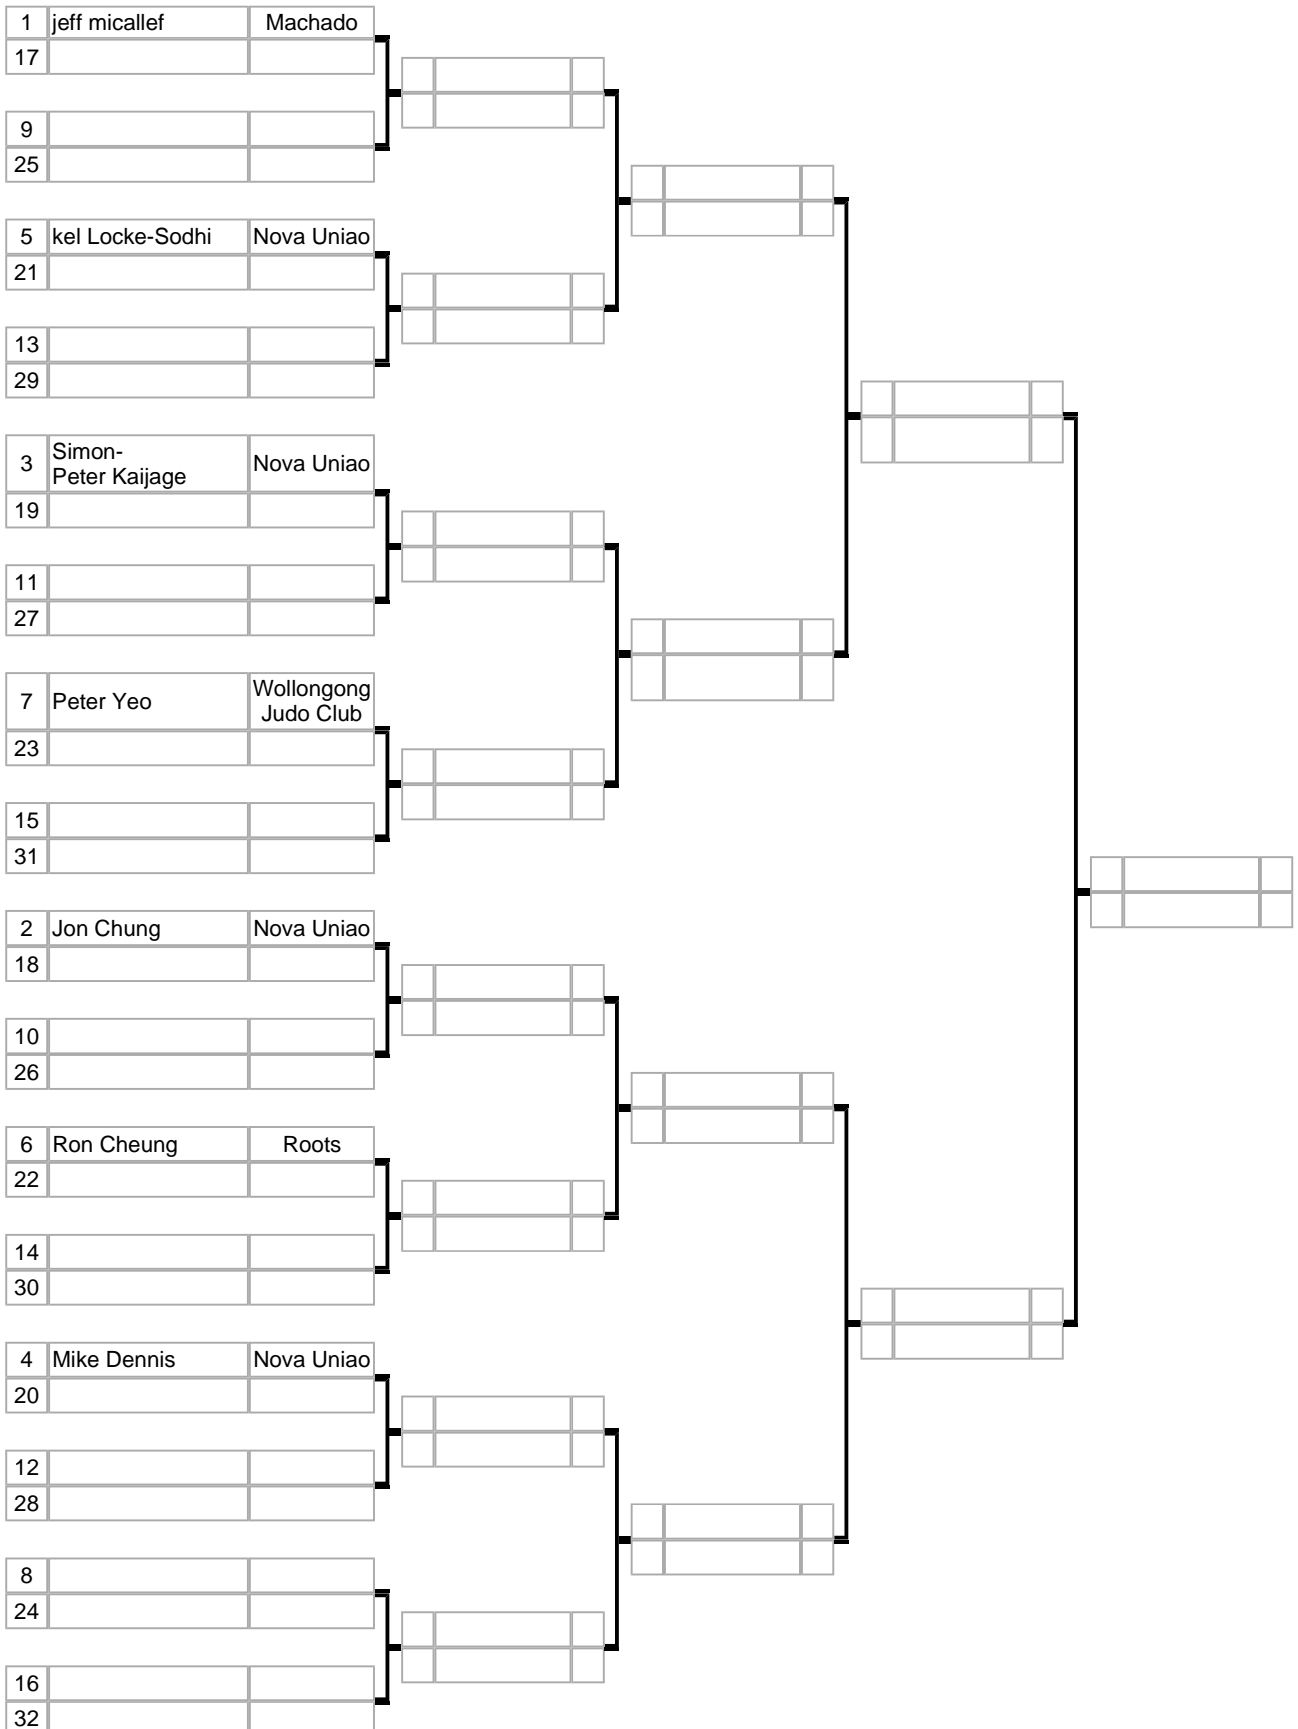 1 jeff micallef Machado
17
9
25
5 kel Locke-Sodhi Nova Uniao
21
13
29
3 Simon-
Peter Kaijage Nova Uniao
19
11
27
7 Peter Yeo Wollongong
Judo Club
23
15
31
2 Jon Chung Nova Uniao
18
10
26
6 Ron Cheung Roots
22
14
30
4 Mike Dennis Nova Uniao
20
12
28
8
24
16
32